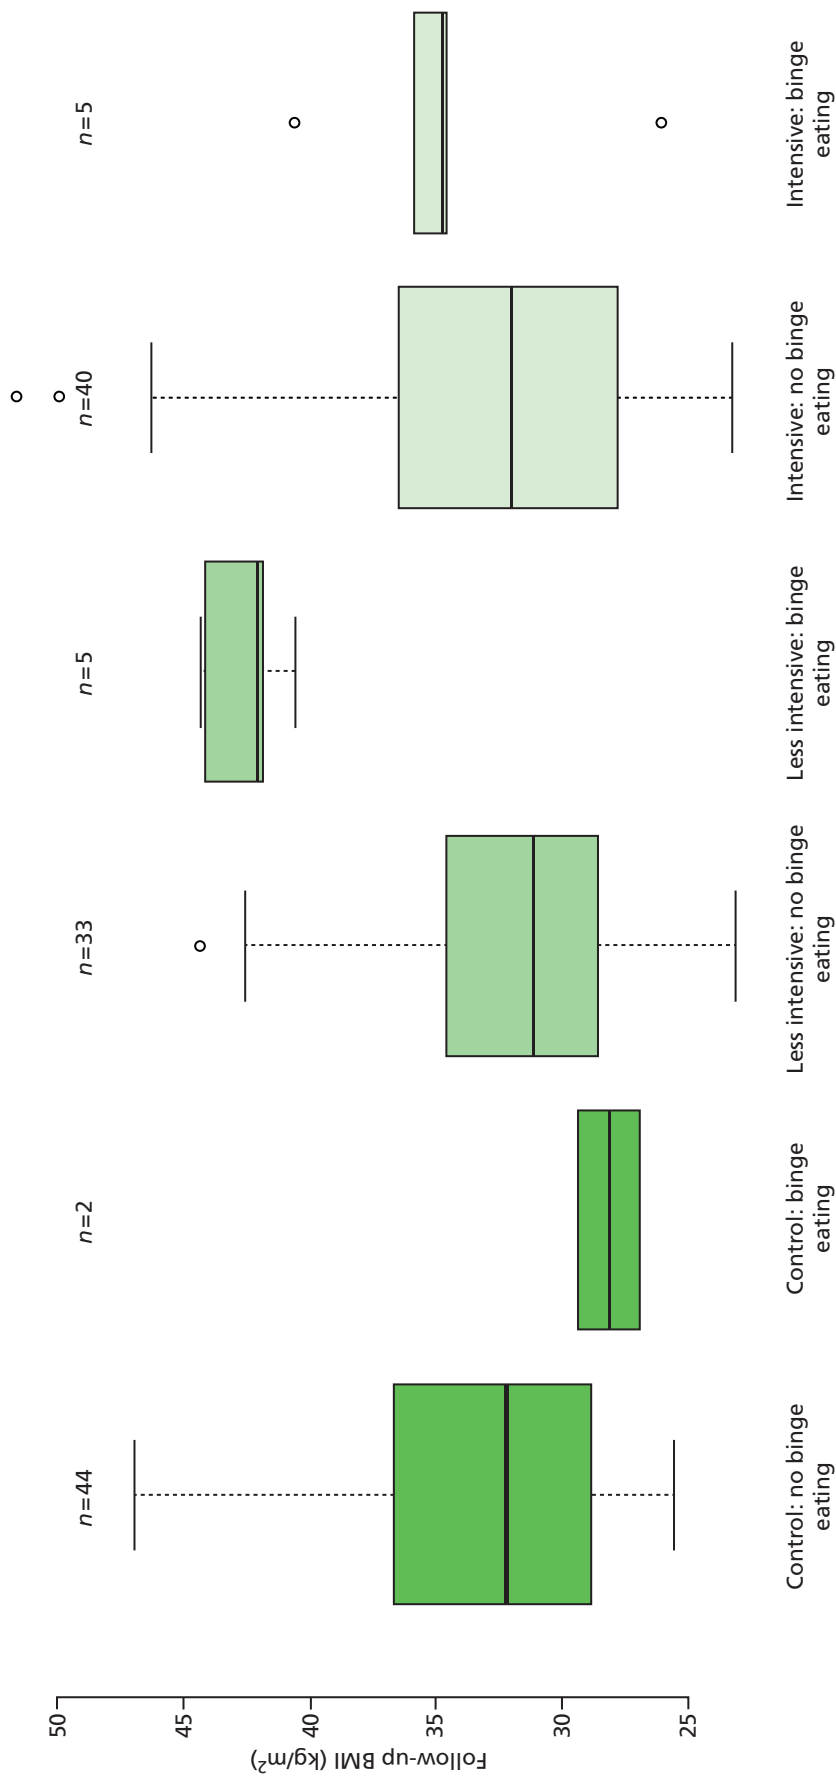 Follow-up BMI (kg/m²)
50
45
40
35
30
25
n=44
n=2
n=33
n=5
n=40
n=5
Control: no binge
eating
Control: binge
eating
Less intensive: no binge
eating
Less intensive: binge
eating
Intensive: no binge
eating
Intensive: binge
eating